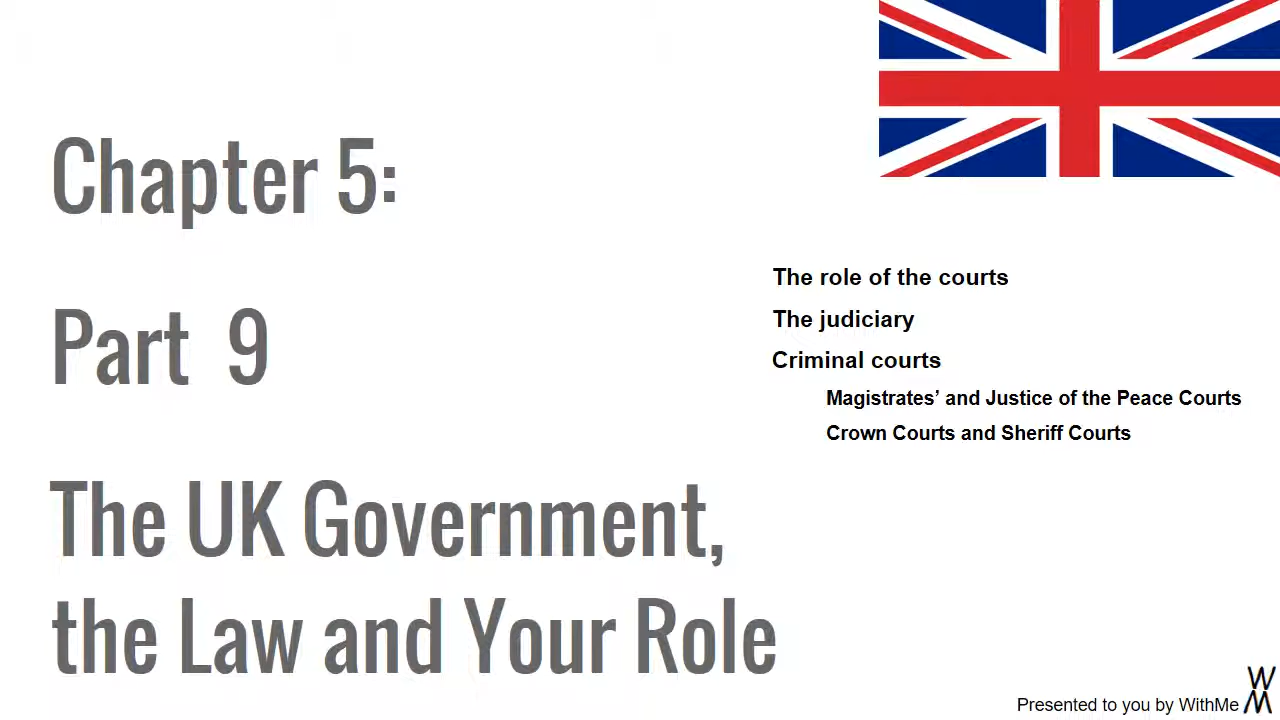 Chapter 5:
Part 9
The UK Government,
the Law and Your Role
The role of the courts
The judiciary
Criminal courts
Magistrates’ and Justice of the Peace Courts
Crown Courts and Sheriff Courts
Presented to you by WithMe
W
M